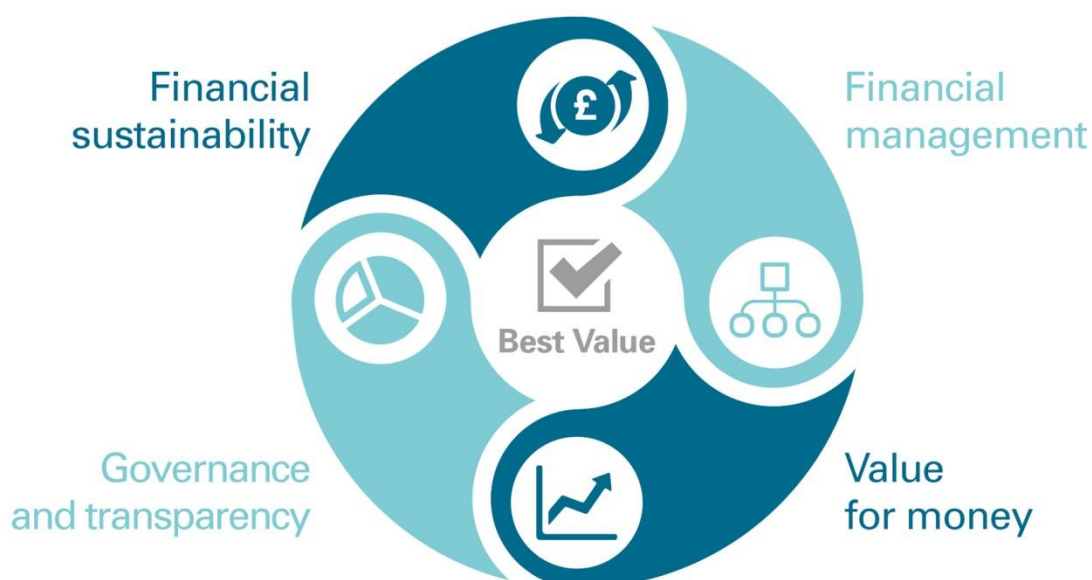 Financial
sustainability
£
Financial
management
Best Value
Governance
and transparency
Value
for money